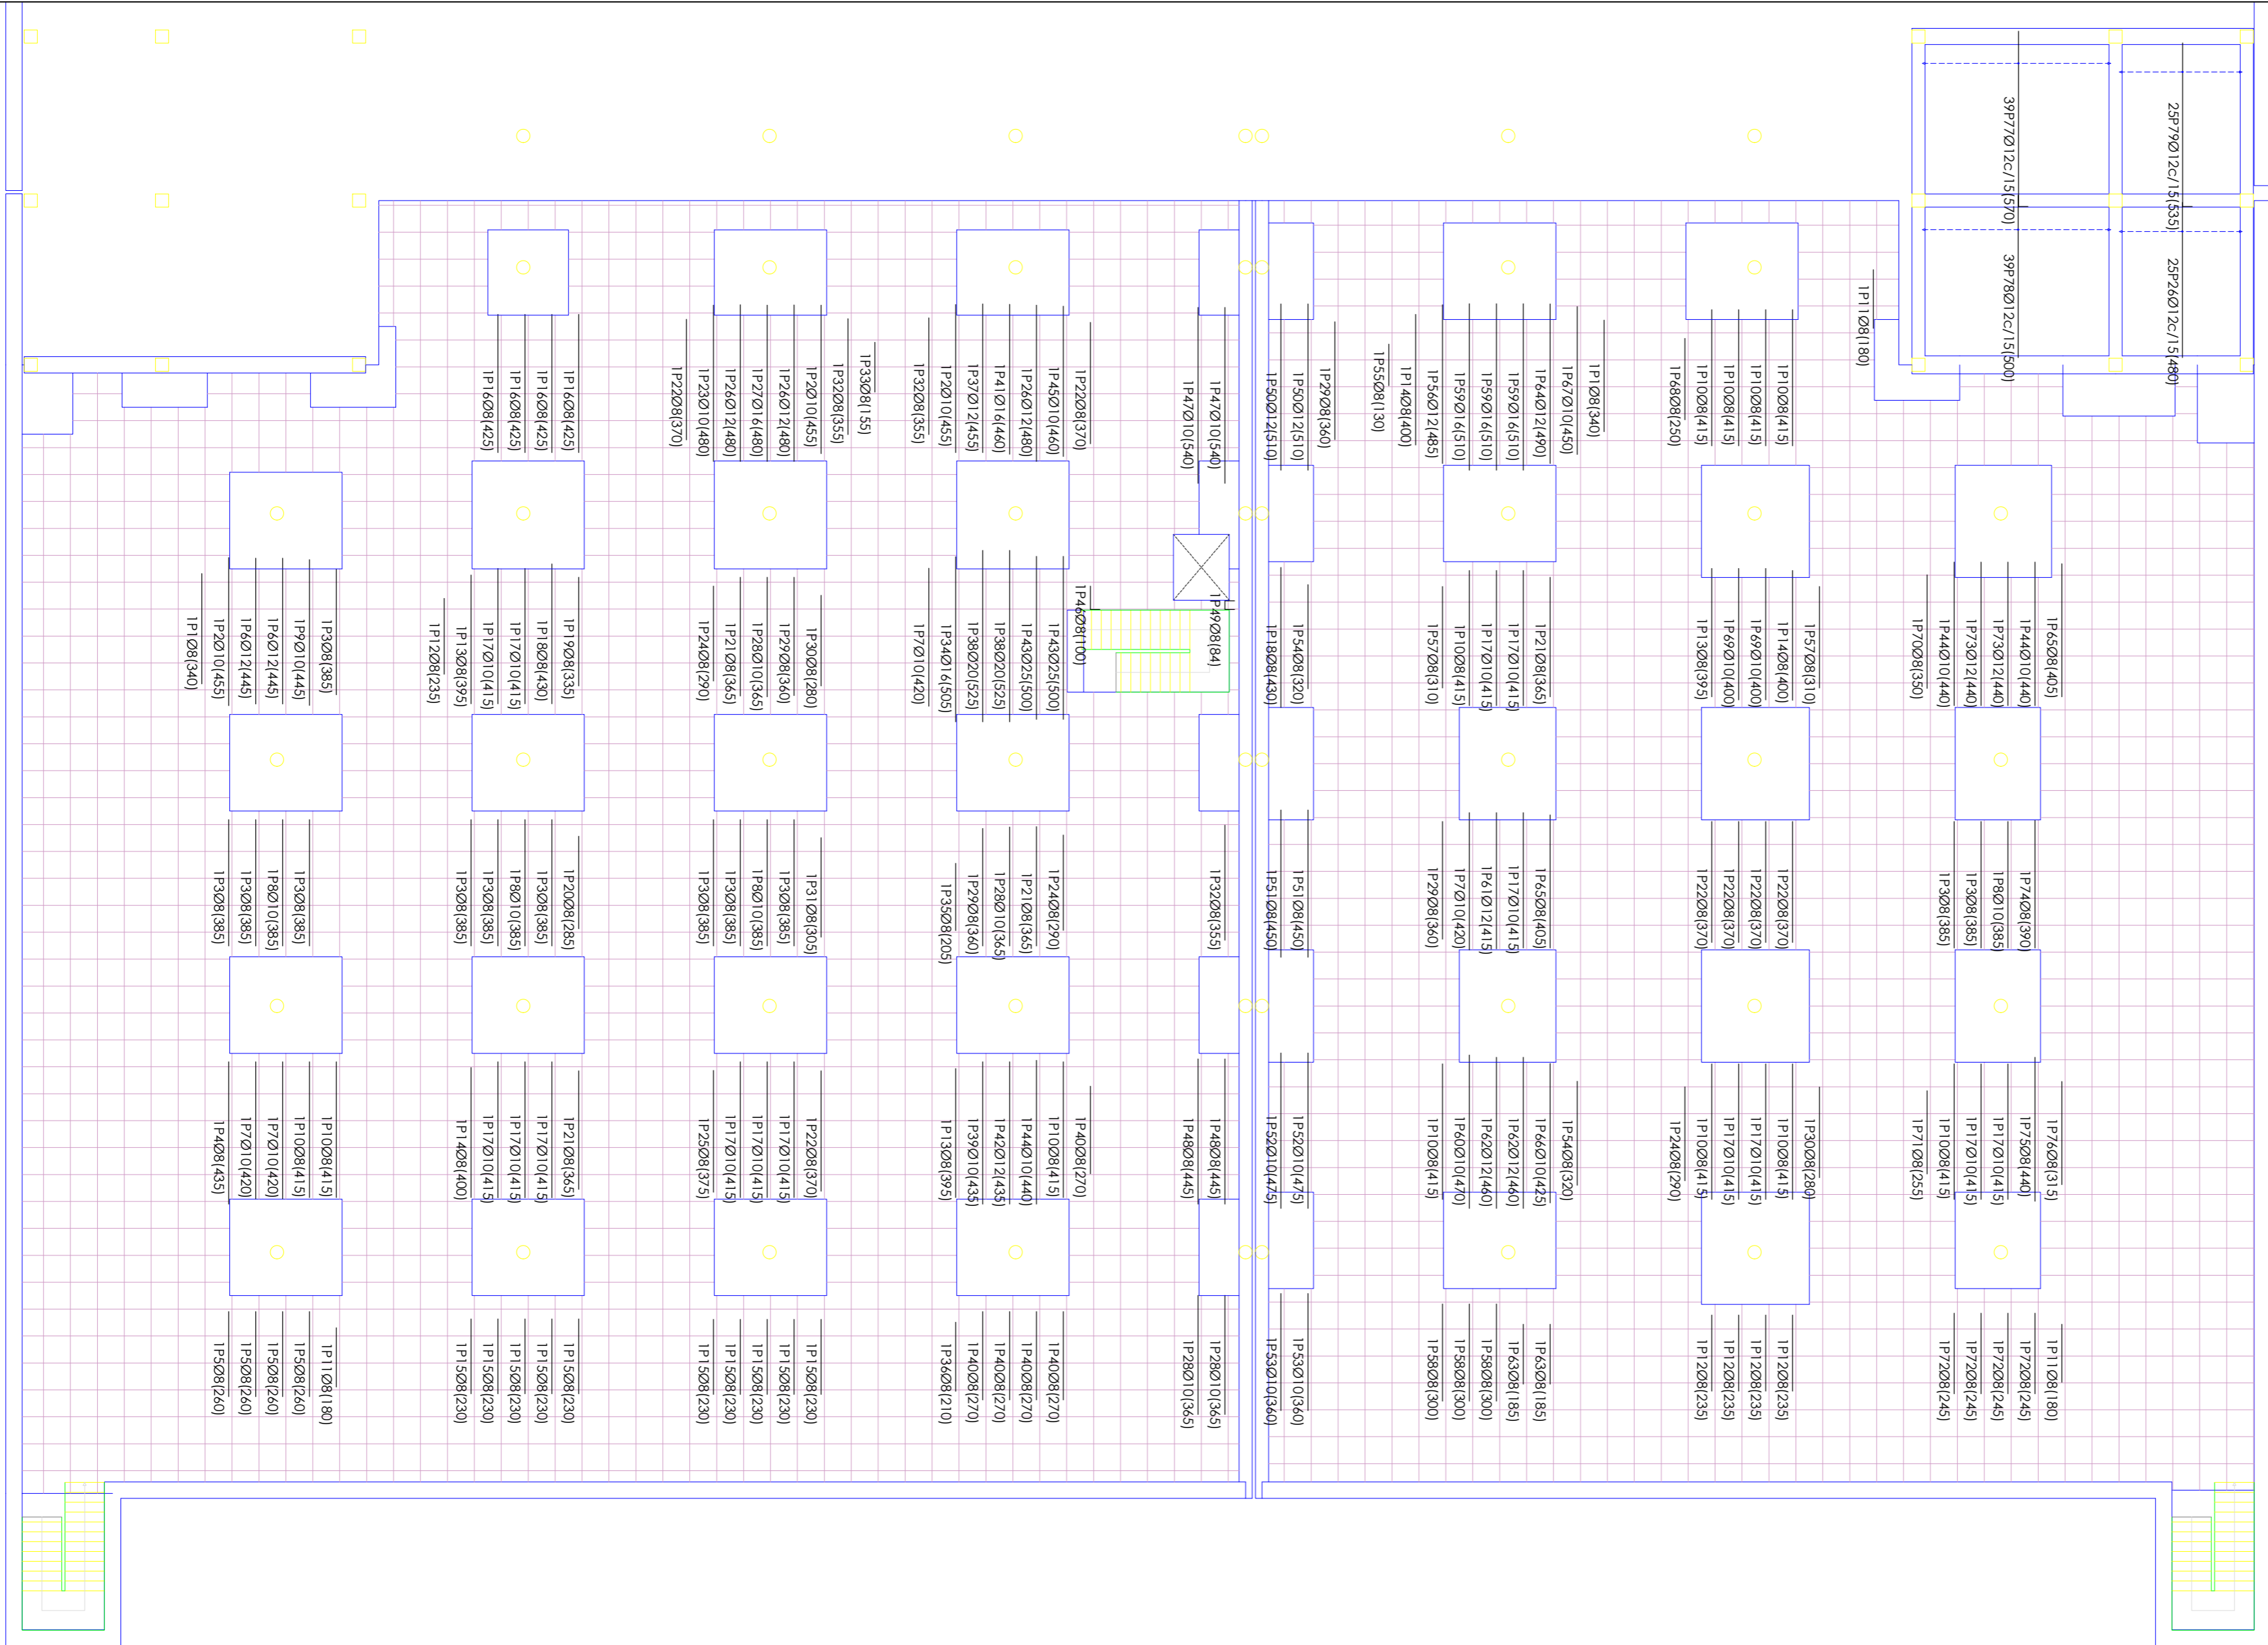 39P77Ø12c/15(570)
25P79Ø12c/15(535)
39P78Ø12c/15(500)
25P26Ø12c/15(480)
1P16Ø8(425)
1P16Ø8(425)
1P16Ø8(425)
1P16Ø8(425)
1P22Ø8(370)
1P23Ø10(480)
1P26Ø12(480)
1P27Ø16(480)
1P26Ø12(480)
1P20Ø10(455)
1P32Ø8(355)
1P33Ø8(155)
1P32Ø8(355)
1P20Ø10(455)
1P37Ø12(455)
1P41Ø16(460)
1P26Ø12(480)
1P45Ø10(460)
1P22Ø8(370)
1P47Ø10(540)
1P47Ø10(540)
1P50Ø12(510)
1P50Ø12(510)
1P29Ø8(360)
1P55Ø8(130)
1P14Ø8(400)
1P56Ø12(485)
1P59Ø16(510)
1P59Ø16(510)
1P59Ø16(510)
1P64Ø12(490)
1P67Ø10(450)
1P1Ø8(340)
1P68Ø8(250)
1P10Ø8(415)
1P10Ø8(415)
1P10Ø8(415)
1P10Ø8(415)
1P11Ø8(180)
1P1Ø8(340)
1P2Ø10(455)
1P6Ø12(445)
1P6Ø12(445)
1P9Ø10(445)
1P3Ø8(385)
1P12Ø8(235)
1P13Ø8(395)
1P17Ø10(415)
1P17Ø10(415)
1P18Ø8(430)
1P19Ø8(335)
1P24Ø8(290)
1P21Ø8(365)
1P28Ø10(365)
1P29Ø8(360)
1P30Ø8(280)
1P7Ø10(420)
1P34Ø16(505)
1P38Ø20(525)
1P38Ø20(525)
1P43Ø25(500)
1P43Ø25(500)
1P46Ø8(100)
1P49Ø8(84)
1P18Ø8(430)
1P54Ø8(320)
1P57Ø8(310)
1P10Ø8(415)
1P17Ø10(415)
1P17Ø10(415)
1P21Ø8(365)
1P13Ø8(395)
1P69Ø10(400)
1P69Ø10(400)
1P14Ø8(400)
1P57Ø8(310)
1P70Ø8(350)
1P44Ø10(440)
1P73Ø12(440)
1P73Ø12(440)
1P44Ø10(440)
1P65Ø8(405)
1P3Ø8(385)
1P3Ø8(385)
1P8Ø10(385)
1P3Ø8(385)
1P3Ø8(385)
1P3Ø8(385)
1P8Ø10(385)
1P3Ø8(385)
1P20Ø8(285)
1P3Ø8(385)
1P3Ø8(385)
1P8Ø10(385)
1P3Ø8(385)
1P31Ø8(305)
1P35Ø8(205)
1P29Ø8(360)
1P28Ø10(365)
1P21Ø8(365)
1P24Ø8(290)
1P32Ø8(355)
1P51Ø8(450)
1P51Ø8(450)
1P29Ø8(360)
1P7Ø10(420)
1P61Ø12(415)
1P17Ø10(415)
1P65Ø8(405)
1P22Ø8(370)
1P22Ø8(370)
1P22Ø8(370)
1P22Ø8(370)
1P3Ø8(385)
1P3Ø8(385)
1P8Ø10(385)
1P74Ø8(390)
1P4Ø8(435)
1P7Ø10(420)
1P7Ø10(420)
1P10Ø8(415)
1P10Ø8(415)
1P14Ø8(400)
1P17Ø10(415)
1P17Ø10(415)
1P17Ø10(415)
1P21Ø8(365)
1P25Ø8(375)
1P17Ø10(415)
1P17Ø10(415)
1P17Ø10(415)
1P22Ø8(370)
1P13Ø8(395)
1P39Ø10(435)
1P42Ø12(435)
1P44Ø10(440)
1P10Ø8(415)
1P40Ø8(270)
1P48Ø8(445)
1P48Ø8(445)
1P52Ø10(475)
1P52Ø10(475)
1P10Ø8(415)
1P60Ø10(470)
1P62Ø12(460)
1P62Ø12(460)
1P66Ø10(425)
1P54Ø8(320)
1P24Ø8(290)
1P10Ø8(415)
1P17Ø10(415)
1P17Ø10(415)
1P10Ø8(415)
1P30Ø8(280)
1P71Ø8(255)
1P10Ø8(415)
1P17Ø10(415)
1P17Ø10(415)
1P75Ø8(440)
1P76Ø8(315)
1P5Ø8(260)
1P5Ø8(260)
1P5Ø8(260)
1P5Ø8(260)
1P11Ø8(180)
1P15Ø8(230)
1P15Ø8(230)
1P15Ø8(230)
1P15Ø8(230)
1P15Ø8(230)
1P15Ø8(230)
1P15Ø8(230)
1P15Ø8(230)
1P15Ø8(230)
1P15Ø8(230)
1P36Ø8(210)
1P40Ø8(270)
1P40Ø8(270)
1P40Ø8(270)
1P40Ø8(270)
1P28Ø10(365)
1P28Ø10(365)
1P53Ø10(360)
1P53Ø10(360)
1P58Ø8(300)
1P58Ø8(300)
1P58Ø8(300)
1P63Ø8(185)
1P63Ø8(185)
1P12Ø8(235)
1P12Ø8(235)
1P12Ø8(235)
1P12Ø8(235)
1P72Ø8(245)
1P72Ø8(245)
1P72Ø8(245)
1P72Ø8(245)
1P11Ø8(180)